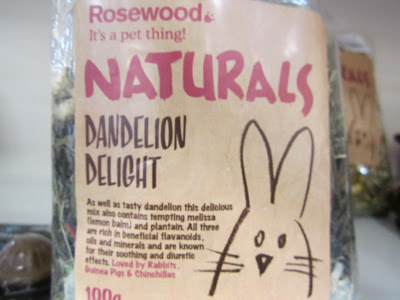 Rosewood
It's a pet thing!
NATURALS
DANDELION
DELIGHT
As well as tasty dandelion this delicious
mix also contains tempting melissa
(lemon balm) and plantain. All three
are rich in beneficial flavanoids,
oils and minerals and are known
for their soothing and diuretic
effects. Loved by Rabbits,
Guinea Pigs & Chinchillas
100g